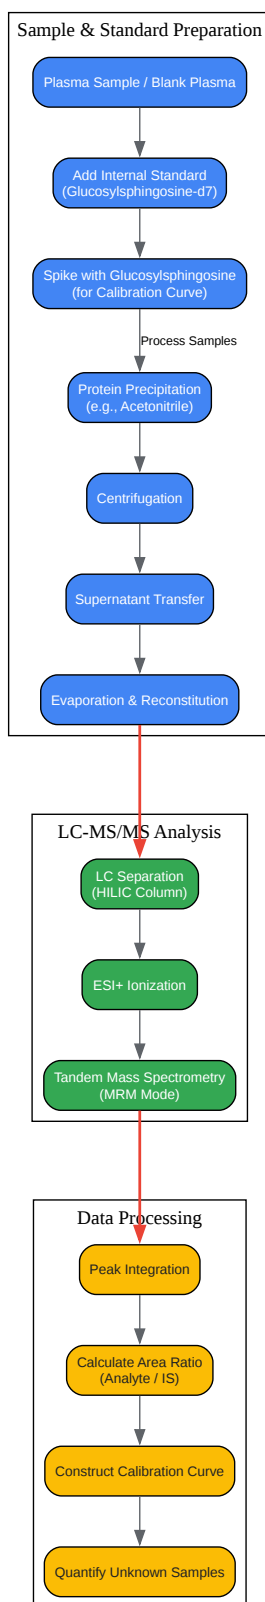 Sample & Standard Preparation
Plasma Sample / Blank Plasma
Add Internal Standard
(Glucosylsphingosine-d7)
Spike with Glucosylsphingosine
(for Calibration Curve)
Process Samples
Protein Precipitation
(e.g., Acetonitrile)
Centrifugation
Supernatant Transfer
Evaporation & Reconstitution
LC-MS/MS Analysis
LC Separation
(HILIC Column)
ESI+ Ionization
Tandem Mass Spectrometry
(MRM Mode)
Data Processing
Peak Integration
Calculate Area Ratio
(Analyte / IS)
Construct Calibration Curve
Quantify Unknown Samples